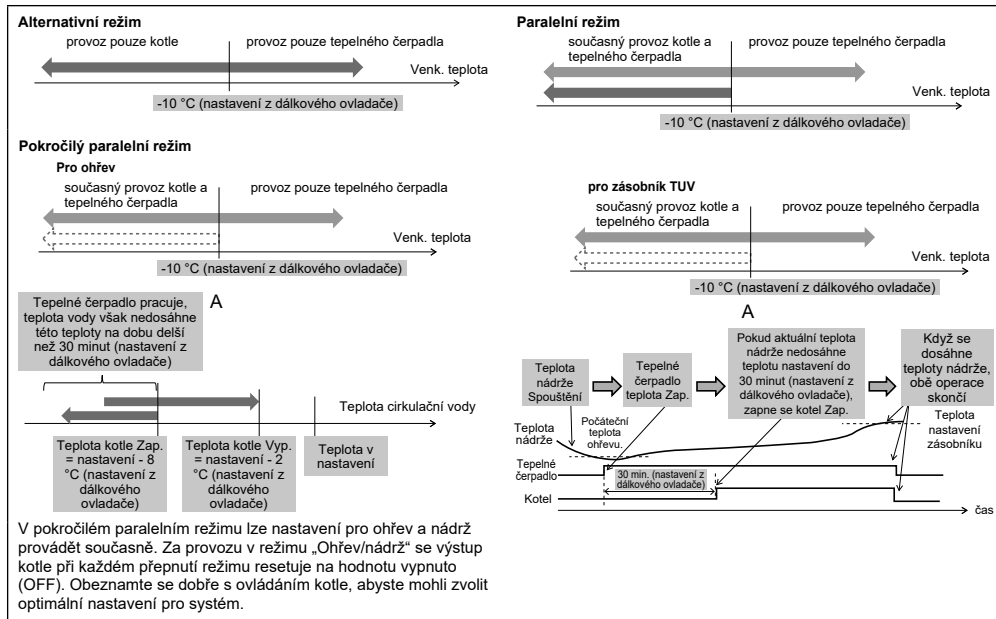 Alternativní režim
provoz pouze kotle
provoz pouze tepelného čerpadla
Venk. teplota
-10 °C (nastavení z dálkového ovladače)
Paralelní režim
současný provoz kotle a
tepelného čerpadla
provoz pouze tepelného čerpadla
Venk. teplota
-10 °C (nastavení z dálkového ovladače)
Pokročilý paralelní režim
Pro ohřev
současný provoz kotle a
tepelného čerpadla
provoz pouze tepelného čerpadla
Venk. teplota
-10 °C (nastavení z dálkového ovladače)
A
Tepelné čerpadlo pracuje,
teplota vody však nedosáhne
této teploty na dobu delší
než 30 minut (nastavení z
dálkového ovladače)
Teplota cirkulační vody
Teplota kotle Zap.
= nastavení - 8
°C (nastavení z
dálkového
ovladače)
Teplota kotle Vyp.
= nastavení - 2
°C (nastavení z
dálkového
ovladače)
Teplota v
nastavení
V pokročilém paralelním režimu lze nastavení pro ohřev a nádrž
provádět současně. Za provozu v režimu „Ohřev/nádrž“ se výstup
kotle při každém přepnutí režimu resetuje na hodnotu vypnuto
(OFF). Obeznamte se dobře s ovládáním kotle, abyste mohli zvolit
optimální nastavení pro systém.
pro zásobník TUV
současný provoz kotle a
tepelného čerpadla
provoz pouze tepelného čerpadla
Venk. teplota
-10 °C (nastavení z dálkového ovladače)
A
Teplota
nádrže
Spouštění
Tepelné
čerpadlo
teplota Zap.
Pokud aktuální teplota
nádrže nedosáhne
teplotu nastavení do
30 minut (nastavení z
dálkového ovladače),
zapne se kotel Zap.
Když se
dosáhne
teploty nádrže,
obě operace
skončí
Teplota
nádrže
Počáteční
teplota
ohřevu.
Teplota
nastavení
zásobníku
Tepelné
čerpadlo
30 min. (nastavení z
dálkového ovladače)
Kotel
čas